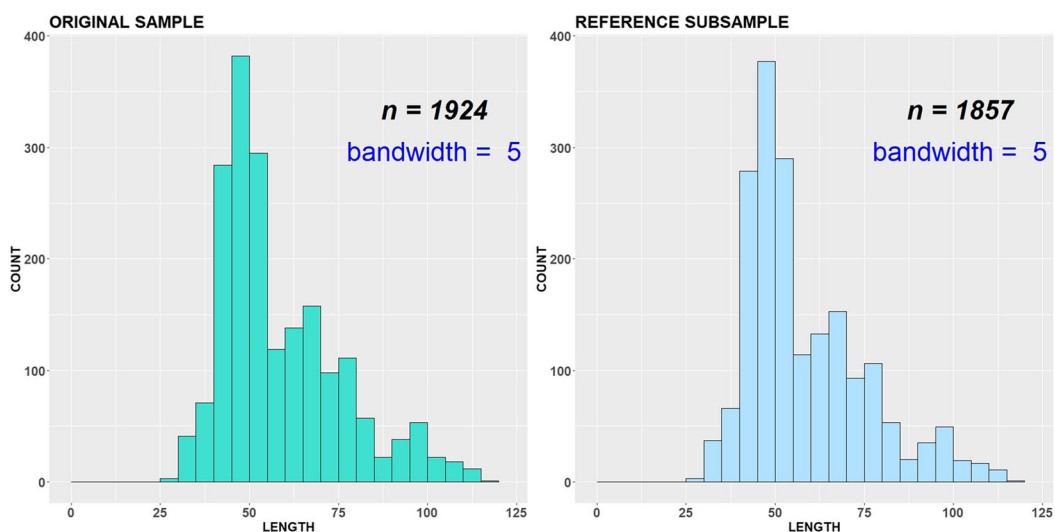 ORIGINAL SAMPLE
400
300
200
100
0
COUNT
n = 1924
bandwidth =  5
0
25
50
75
100
125
LENGTH
REFERENCE SUBSAMPLE
400
300
200
100
0
COUNT
n = 1857
bandwidth =  5
0
25
50
75
100
125
LENGTH